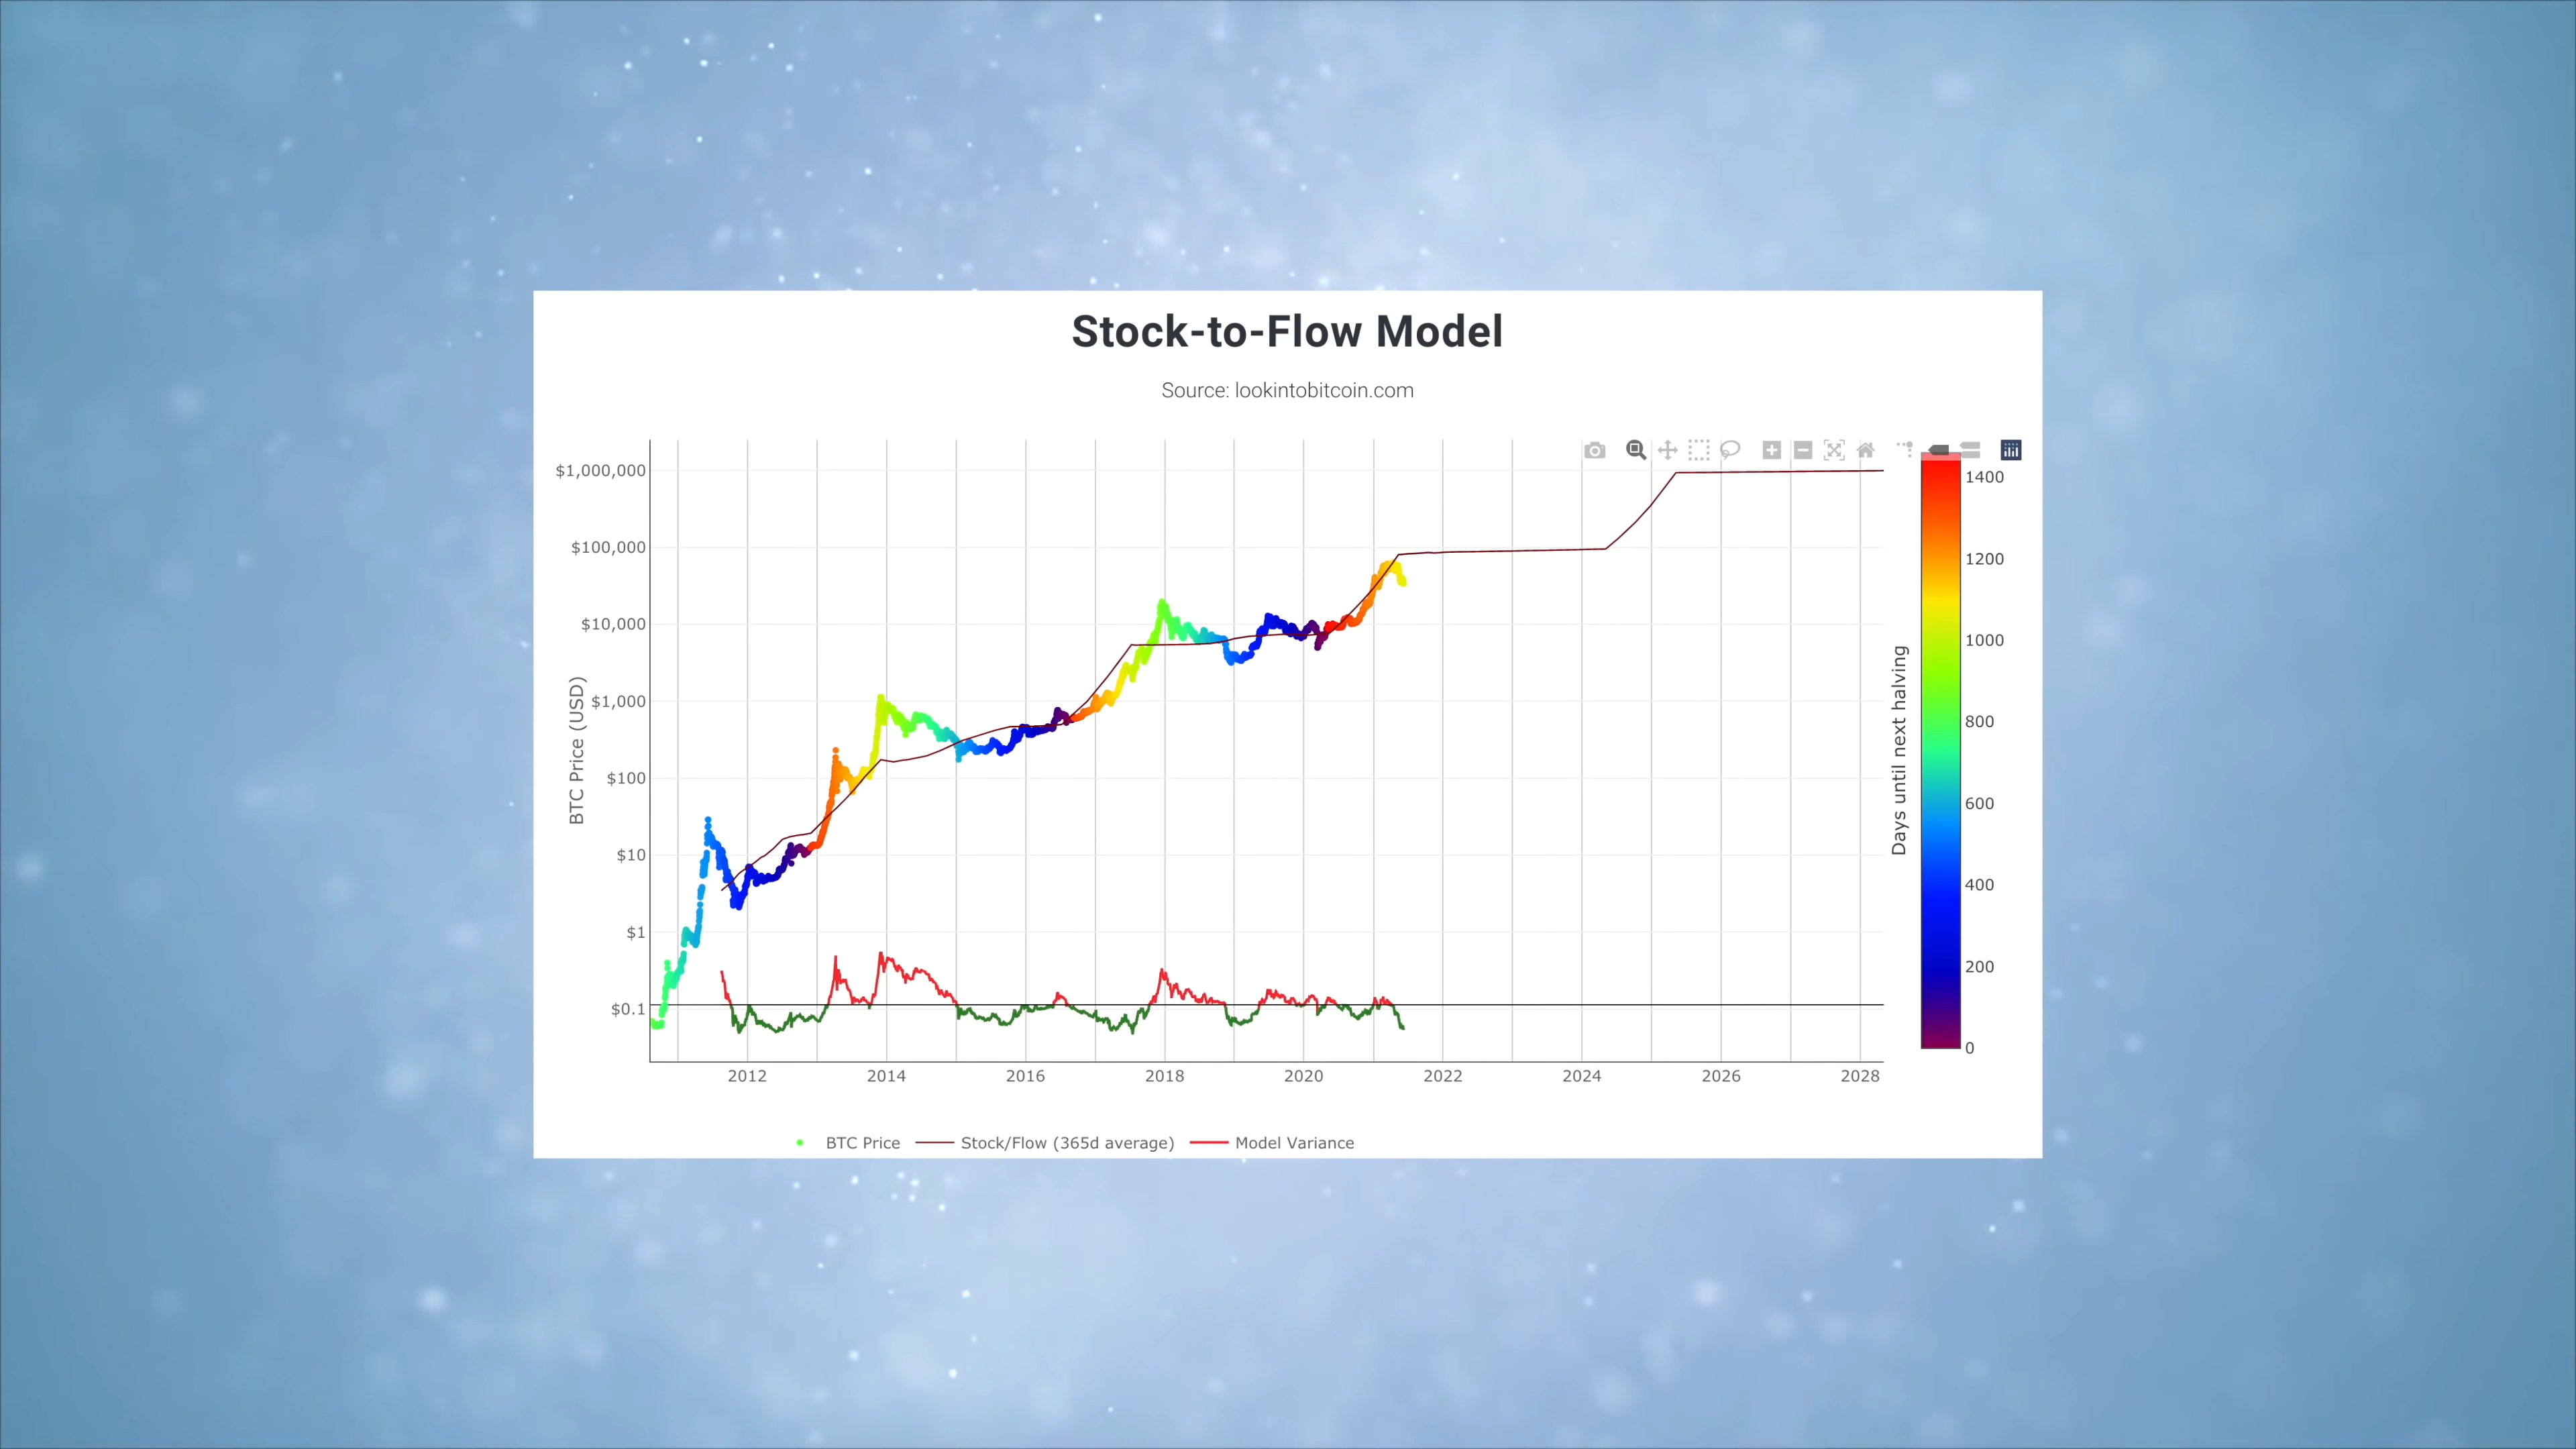 Stock-to-Flow Model
Source: lookintobitcoin.com
BTC Price (USD)
$1,000,000
$100,000
$10,000
$1,000
$100
$10
$1
$0.1
2012 2014 2016 2018 2020 2022 2024 2026 2028
Days until next halving
1400
1200
1000
800
600
400
200
0
BTC Price Stock/Flow (365d average) Model Variance